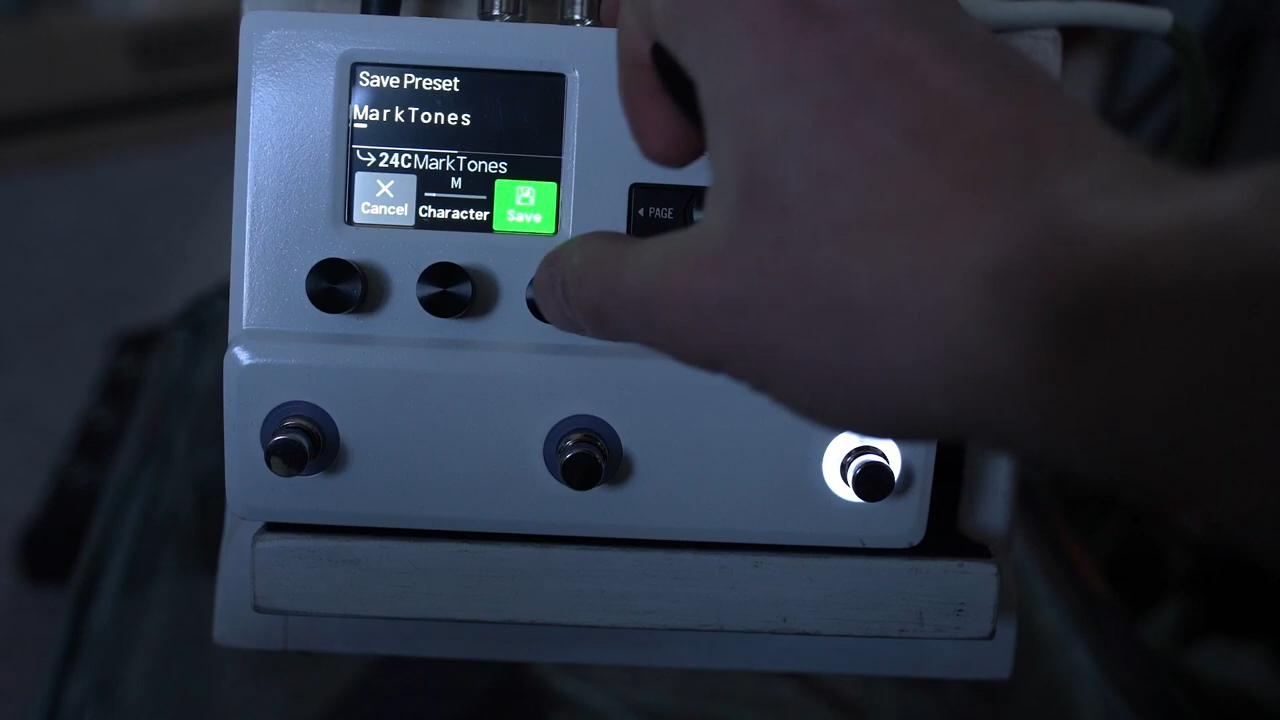 Save Preset
MarkTones
24C MarkTones
M
Cancel
Character
Save
PAGE